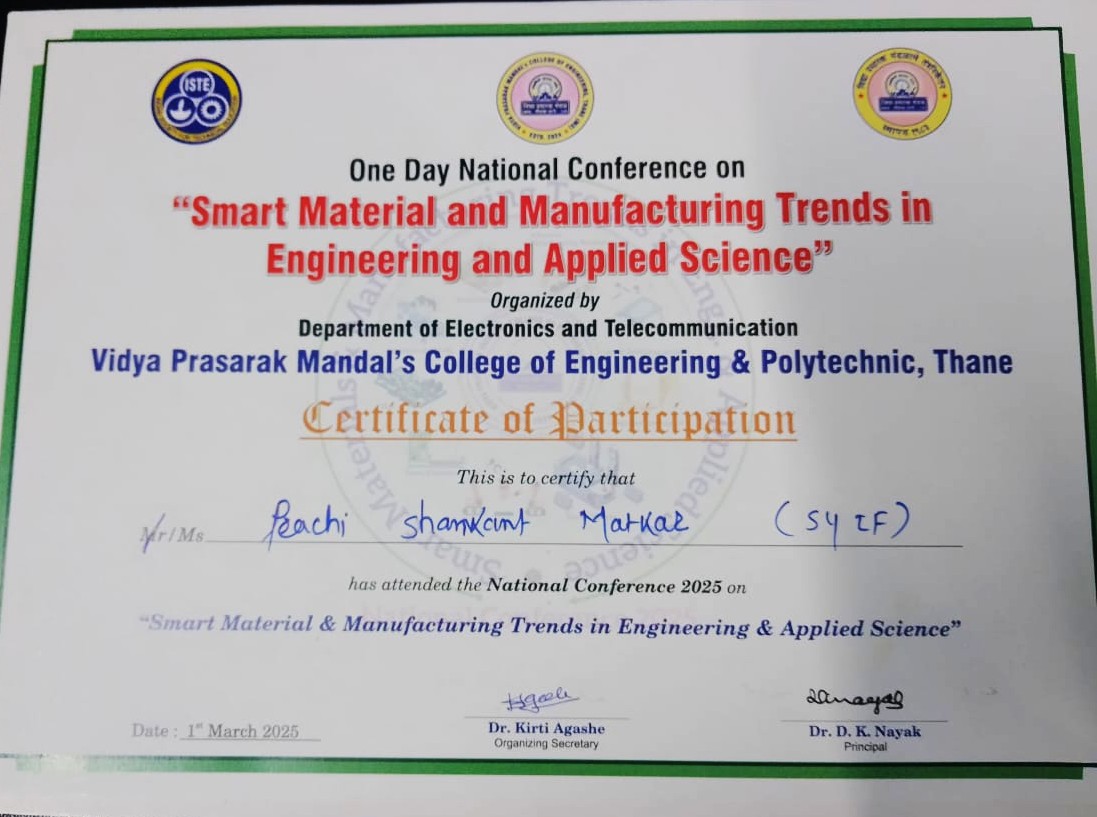 ISTE
One Day National Conference on
“Smart Material and Manufacturing Trends in
Engineering and Applied Science”
Organized by
Department of Electronics and Telecommunication
Vidya Prasarak Mandal’s College of Engineering & Polytechnic, Thane
Certificate of Participation
This is to certify that
Mr/Ms Prachi Shamkant Markar (SY IF)
has attended the National Conference 2025 on
“Smart Material & Manufacturing Trends in Engineering & Applied Science”
Date : 1st March 2025
Dr. Kirti Agashe
Organizing Secretary
Dr. D. K. Nayak
Principal